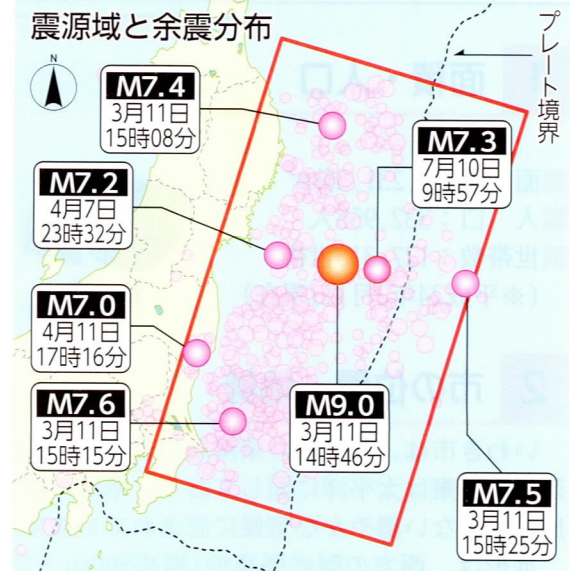 震源域と余震分布
プレート境界
N
M7.4
3月11日
15時08分
M7.3
7月10日
9時57分
M7.2
4月7日
23時32分
M7.0
4月11日
17時16分
M7.6
3月11日
15時15分
M9.0
3月11日
14時46分
M7.5
3月11日
15時25分